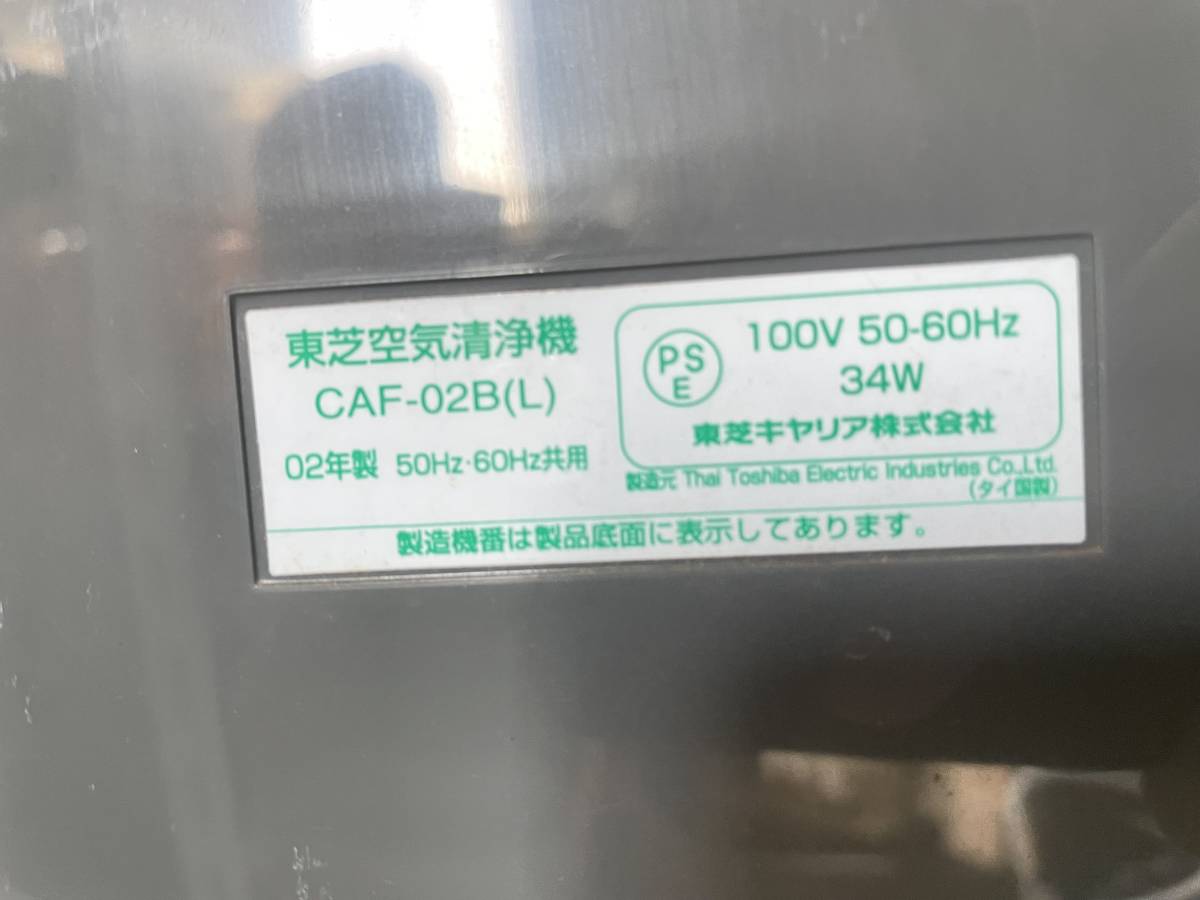 東芝空気清浄機
CAF-02B(L)
02年製 50Hz·60Hz共用
PS
E
100V 50-60Hz
34W
東芝キヤリア株式会社
製造元 Thai Toshiba Electric Industries Co.,Ltd.
(タイ国製)
製造機番は製品底面に表示してあります。